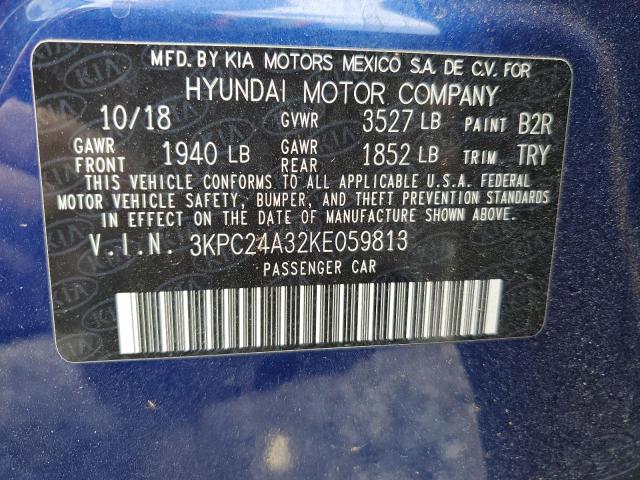 MFD. BY KIA MOTORS MEXICO S.A. DE C.V. FOR
HYUNDAI MOTOR COMPANY
10/18 GVWR 3527 LB PAINT B2R
GAWR FRONT 1940 LB GAWR REAR 1852 LB TRIM TRY
THIS VEHICLE CONFORMS TO ALL APPLICABLE U.S.A. FEDERAL
MOTOR VEHICLE SAFETY, BUMPER, AND THEFT PREVENTION STANDARDS
IN EFFECT ON THE DATE OF MANUFACTURE SHOWN ABOVE.
V.I.N. 3KPC24A32KE059813
PASSENGER CAR